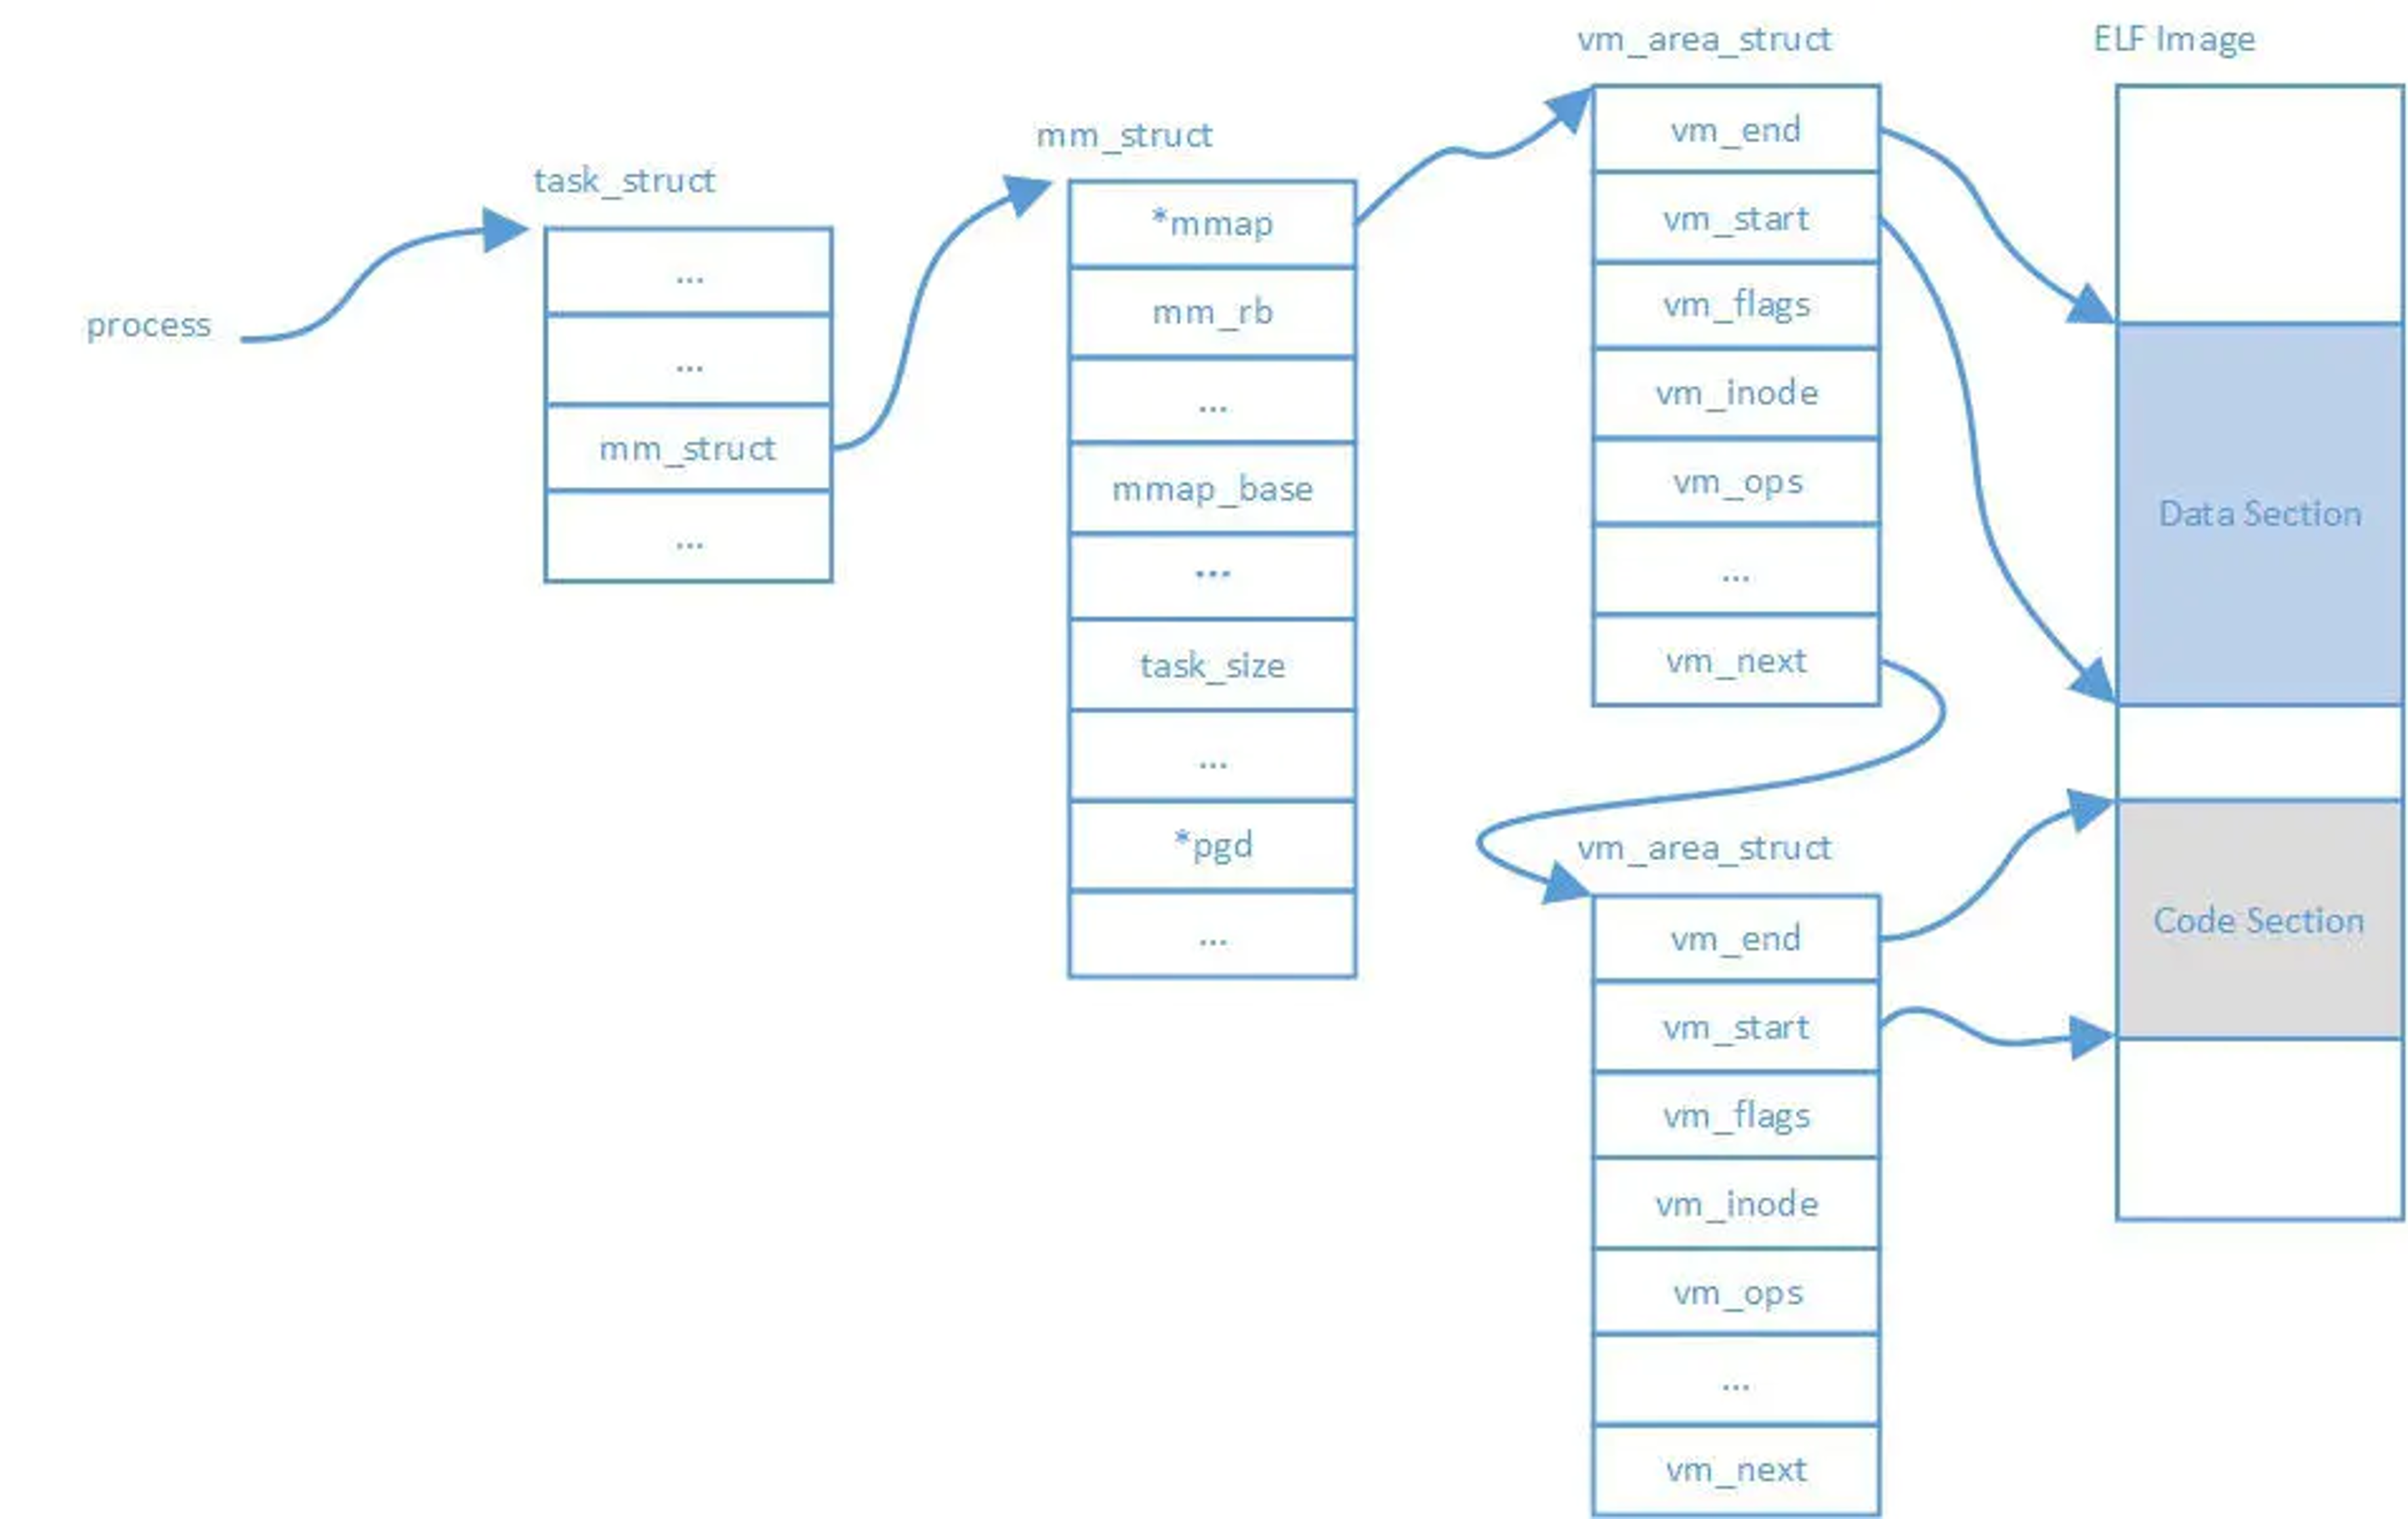 process
task_struct
...
...
mm_struct
...
mm_struct
*mmap
mm_rb
...
mmap_base
...
task_size
...
*pgd
...
vm_area_struct
vm_end
vm_start
vm_flags
vm_inode
vm_ops
...
vm_next
vm_area_struct
vm_end
vm_start
vm_flags
vm_inode
vm_ops
...
vm_next
ELF Image
Data Section
Code Section